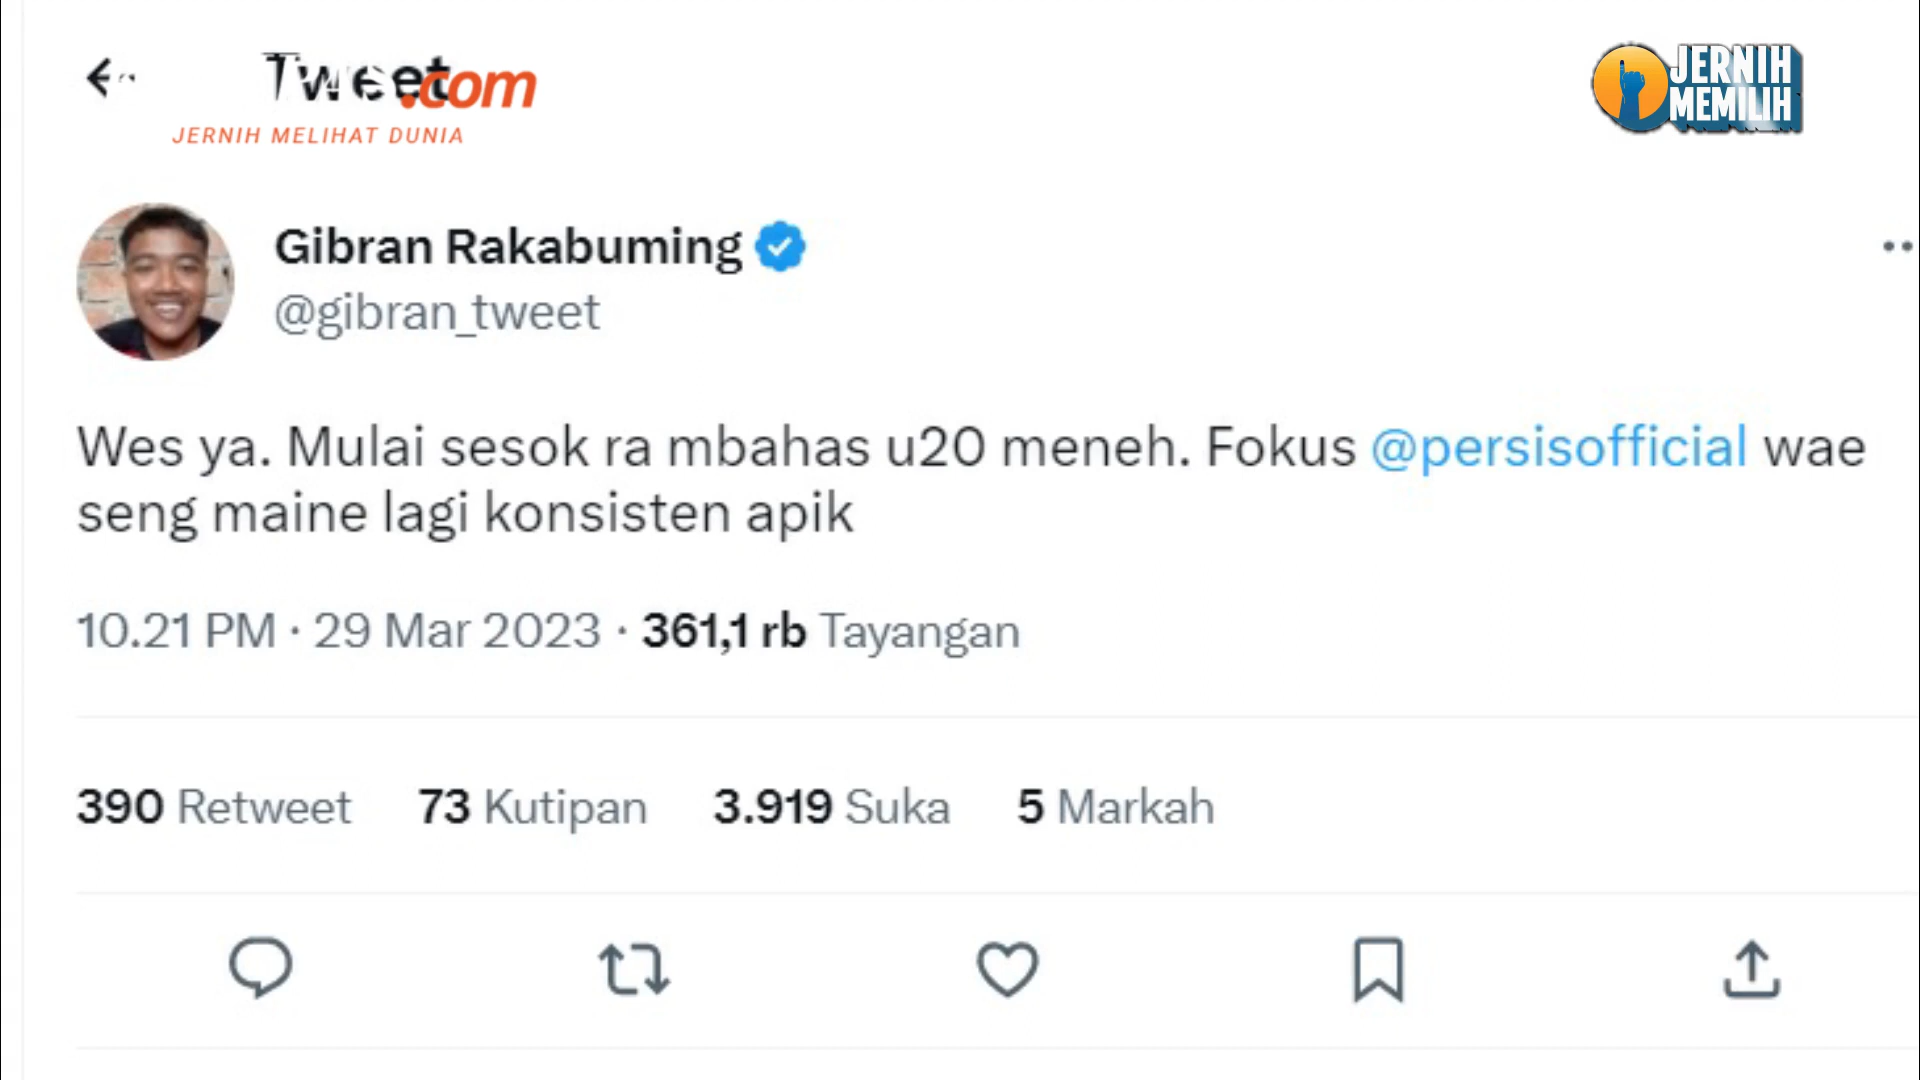 Tweet
.com
JERNIH MELIHAT DUNIA
JERNIH
MEMILIH
Gibran Rakabuming
@gibran_tweet
Wes ya. Mulai sesok ra mbahas u20 meneh. Fokus @persisofficial wae
seng maine lagi konsisten apik
10.21 PM · 29 Mar 2023 · 361,1 rb Tayangan
390 Retweet 73 Kutipan 3.919 Suka 5 Markah